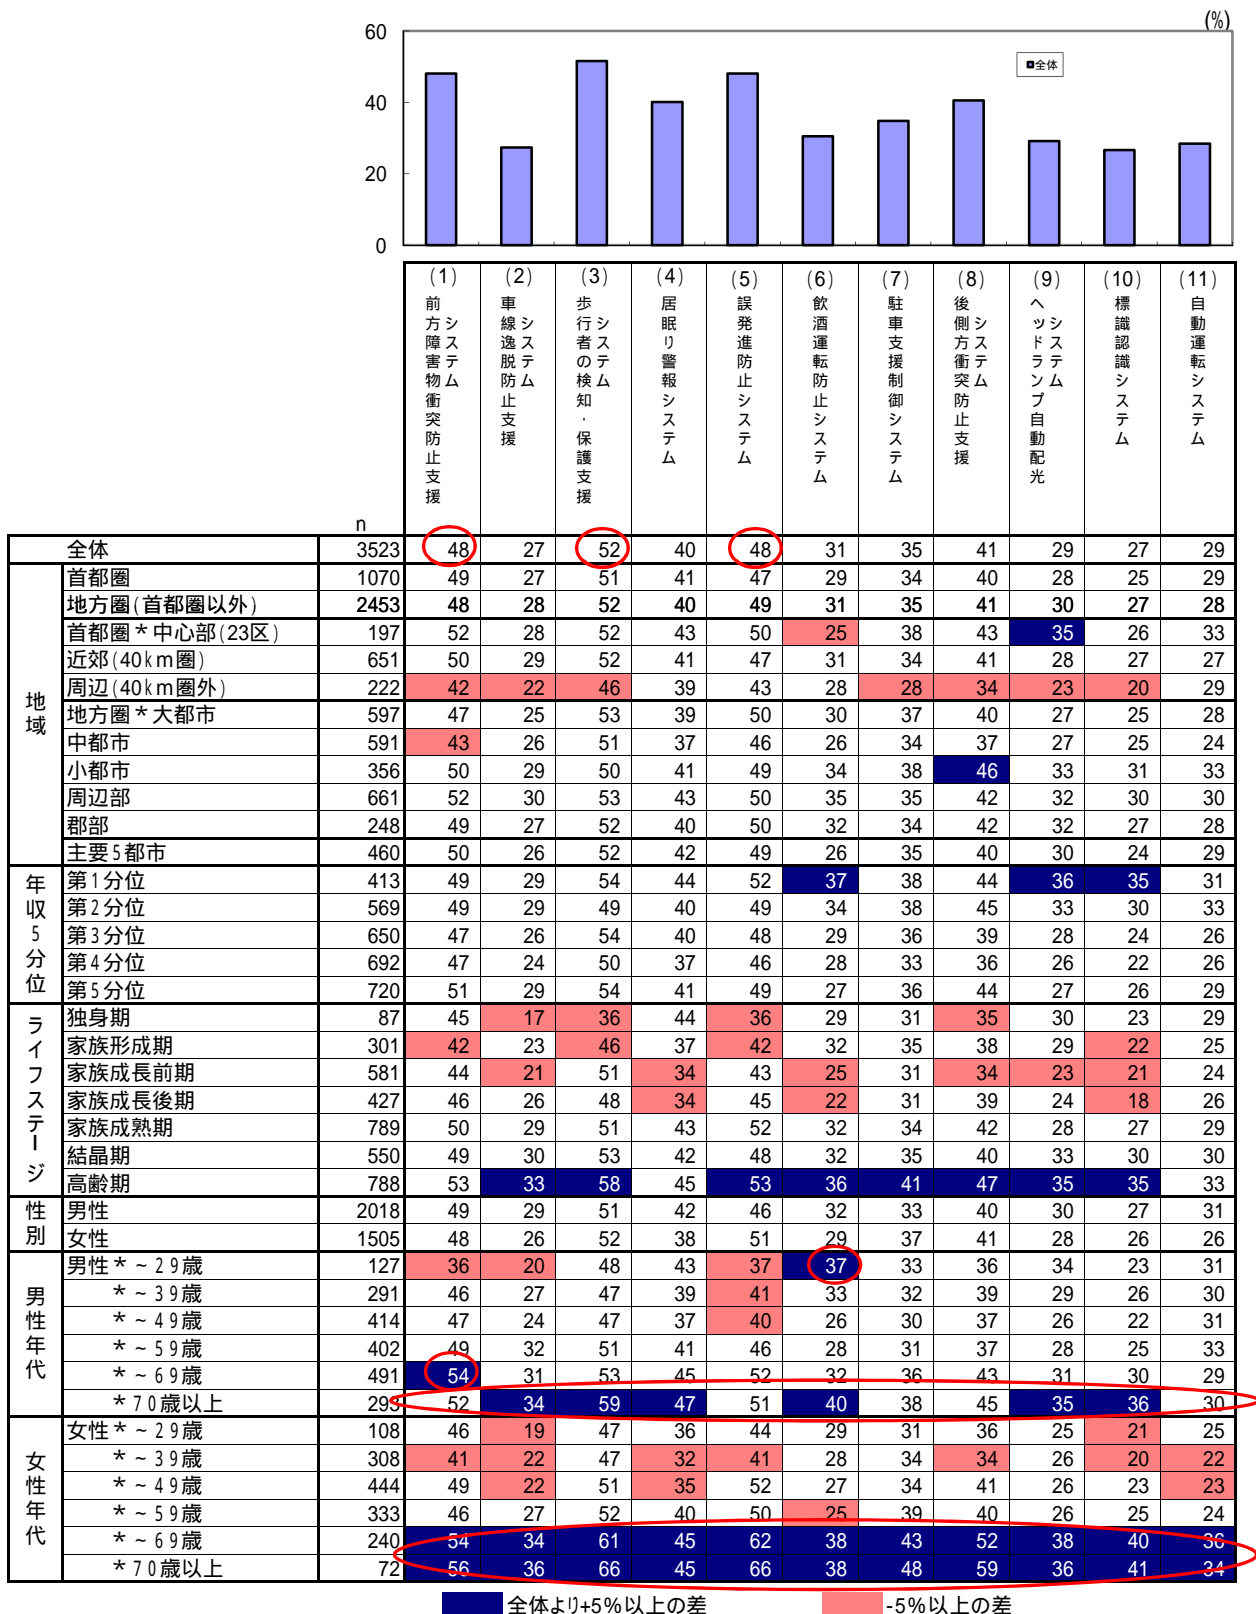 (%)
60
40
20
0
全体
(1) (2) (3) (4) (5) (6) (7) (8) (9) (10) (11)
前方障害物衝突防止支援システム
車線逸脱防止支援システム
歩行者の検知・保護支援システム
居眠り警報システム
誤発進防止システム
飲酒運転防止システム
駐車支援制御システム
後側方衝突防止支援システム
ヘッドランプ自動配光システム
標識認識システム
自動運転システム
n
全体 3523 48 27 52 40 48 31 35 41 29 27 29
地域
首都圏 1070 49 27 51 41 47 29 34 40 28 25 29
地方圏(首都圏以外) 2453 48 28 52 40 49 31 35 41 30 27 28
首都圏*中心部(23区) 197 52 28 52 43 50 25 38 43 35 26 33
近郊(40km圏) 651 50 29 52 41 47 31 34 41 28 27 27
周辺(40km圏外) 222 42 22 46 39 43 28 28 34 23 20 29
地方圏*大都市 597 47 25 53 39 50 30 37 40 27 25 28
中都市 591 43 26 51 37 46 26 34 37 27 25 24
小都市 356 50 29 50 41 49 34 38 46 33 31 33
周辺部 661 52 30 53 43 50 35 35 42 32 30 30
郡部 248 49 27 52 40 50 32 34 42 32 27 28
主要5都市 460 50 26 52 42 49 26 35 40 30 24 29
年収5分位
第1分位 413 49 29 54 44 52 37 38 44 36 35 31
第2分位 569 49 29 49 40 49 34 38 45 33 30 33
第3分位 650 47 26 54 40 48 29 36 39 28 24 26
第4分位 692 47 24 50 37 46 28 33 36 26 22 26
第5分位 720 51 29 54 41 49 27 36 44 27 26 29
ライフステージ
独身期 87 45 17 36 44 36 29 31 35 30 23 29
家族形成期 301 42 23 46 37 42 32 35 38 29 22 25
家族成長前期 581 44 21 51 34 43 25 31 34 23 21 24
家族成長後期 427 46 26 48 34 45 22 31 39 24 18 26
家族成熟期 789 50 29 51 43 52 32 34 42 28 27 29
結晶期 550 49 30 53 42 48 32 35 40 33 30 30
高齢期 788 53 33 58 45 53 36 41 47 35 35 33
性別
男性 2018 49 29 51 42 46 32 33 40 30 27 31
女性 1505 48 26 52 38 51 29 37 41 28 26 26
男性年代
男性*~29歳 127 36 20 48 43 37 37 33 36 34 23 31
*~39歳 291 46 27 47 39 41 33 32 39 29 26 30
*~49歳 414 47 24 47 37 40 26 30 37 26 22 31
*~59歳 402 49 32 51 41 46 28 31 37 28 25 33
*~69歳 491 54 31 53 45 52 32 36 43 31 30 29
*70歳以上 293 52 34 59 47 51 40 38 45 35 36 30
女性年代
女性*~29歳 108 46 19 47 36 44 29 31 36 25 21 25
*~39歳 308 41 22 47 32 41 28 34 34 26 20 22
*~49歳 444 49 22 51 35 52 27 34 41 26 23 23
*~59歳 333 46 27 52 40 50 25 39 40 26 25 24
*~69歳 240 54 34 61 45 62 38 43 52 38 40 36
*70歳以上 72 56 36 66 45 66 38 48 59 36 41 34
全体より+5%以上の差 -5%以上の差